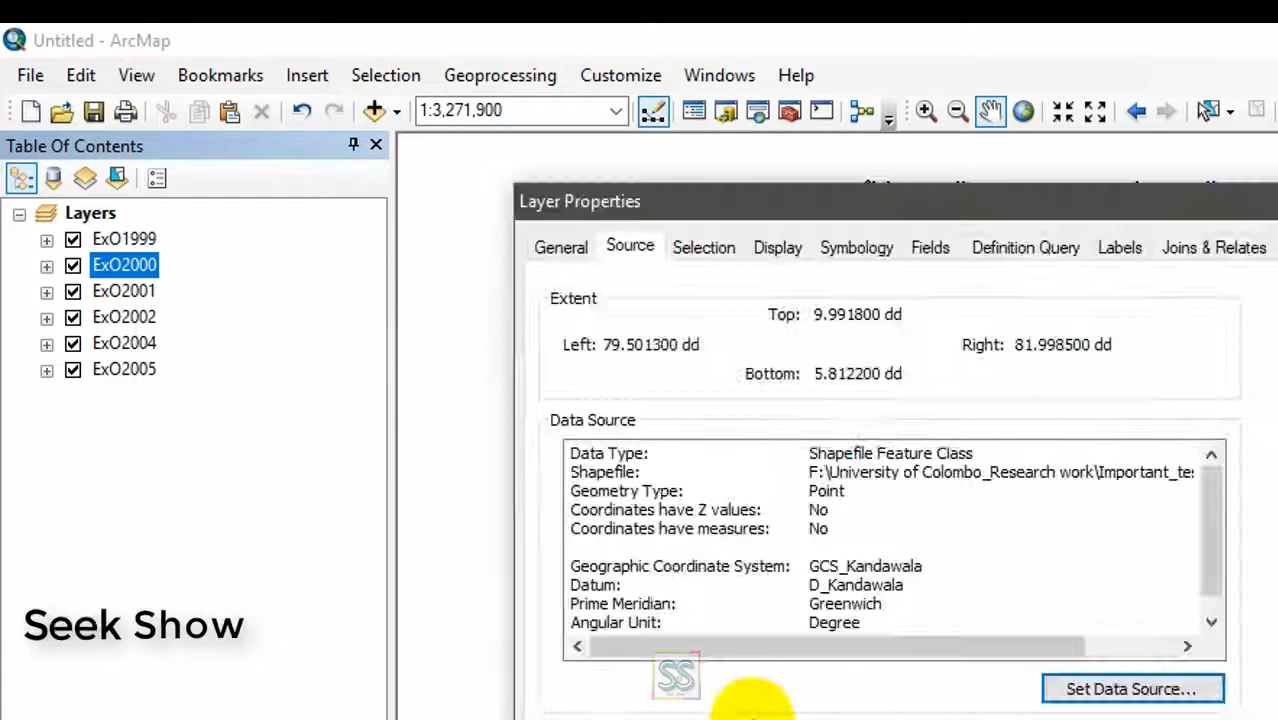 Untitled - ArcMap
File Edit View Bookmarks Insert Selection Geoprocessing Customize Windows Help
1:3,271,900
Table Of Contents
Layers
ExO1999
ExO2000
ExO2001
ExO2002
ExO2004
ExO2005
Layer Properties
General Source Selection Display Symbology Fields Definition Query Labels Joins & Relates
Extent
Top: 9.991800 dd
Left: 79.501300 dd Right: 81.998500 dd
Bottom: 5.812200 dd
Data Source
Data Type: Shapefile Feature Class
Shapefile: F:\University of Colombo_Research work\Important_te
Geometry Type: Point
Coordinates have Z values: No
Coordinates have measures: No
Geographic Coordinate System: GCS_Kandawala
Datum: D_Kandawala
Prime Meridian: Greenwich
Angular Unit: Degree
Set Data Source...
Seek Show
SS